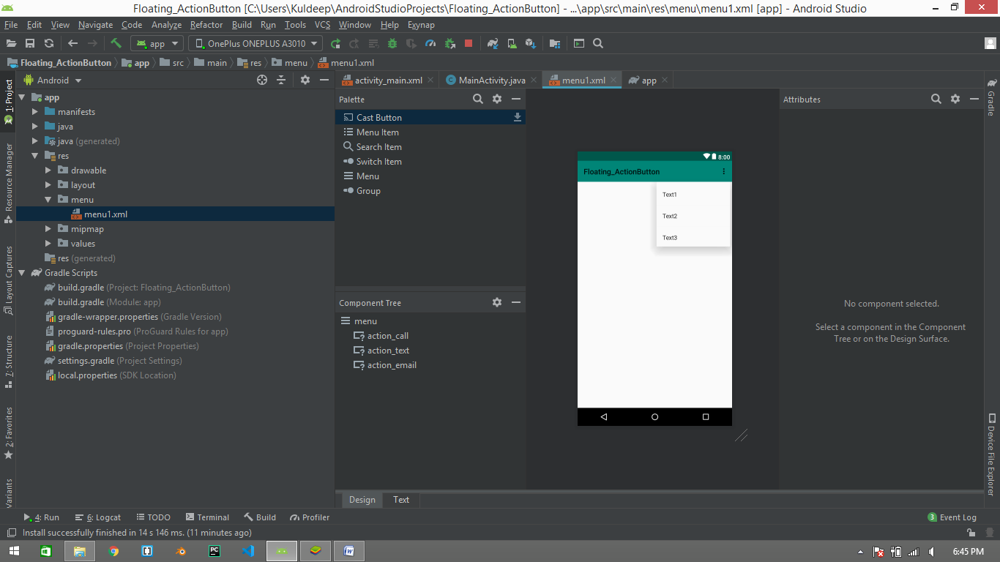 Floating_ActionButton [C:\Users\Kuldeep\AndroidStudioProjects\Floating_ActionButton] - ...\app\src\main\res\menu\menu1.xml [app] - Android Studio
File Edit View Navigate Code Analyze Refactor Build Run Tools VCS Window Help Exynap
app OnePlus ONEPLUS A3010
Floating_ActionButton app src main res menu menu1.xml
Android
activity_main.xml MainActivity.java menu1.xml app
1: Project
Resource Manager
Layout Captures
7: Structure
2: Favorites
Variants
app
manifests
java
java (generated)
res
drawable
layout
menu
menu1.xml
mipmap
values
res (generated)
Gradle Scripts
build.gradle (Project: Floating_ActionButton)
build.gradle (Module: app)
gradle-wrapper.properties (Gradle Version)
proguard-rules.pro (ProGuard Rules for app)
gradle.properties (Project Properties)
settings.gradle (Project Settings)
local.properties (SDK Location)
Palette
Cast Button
Menu Item
Search Item
Switch Item
Menu
Group
Component Tree
menu
action_call
action_text
action_email
8:00
Floating_ActionButton
Text1
Text2
Text3
Attributes
No component selected.
Select a component in the Component
Tree or on the Design Surface.
Gradle
Device File Explorer
Design Text
4: Run 6: Logcat TODO Terminal Build Profiler 3 Event Log
Install successfully finished in 14 s 146 ms. (11 minutes ago)
PC W 6:45 PM